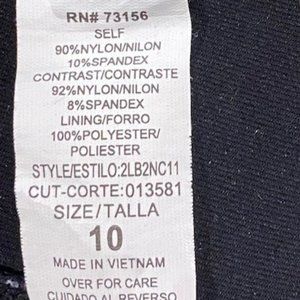 RN# 73156
SELF
90%NYLON/NILON
10%SPANDEX
CONTRAST/CONTRASTE
92%NYLON/NILON
8%SPANDEX
LINING/FORRO
100%POLYESTER/
POLIESTER
STYLE/ESTILO:2LB2NC11
CUT-CORTE:013581
SIZE/TALLA
10
MADE IN VIETNAM
OVER FOR CARE
CUIDADO AL REVERSO